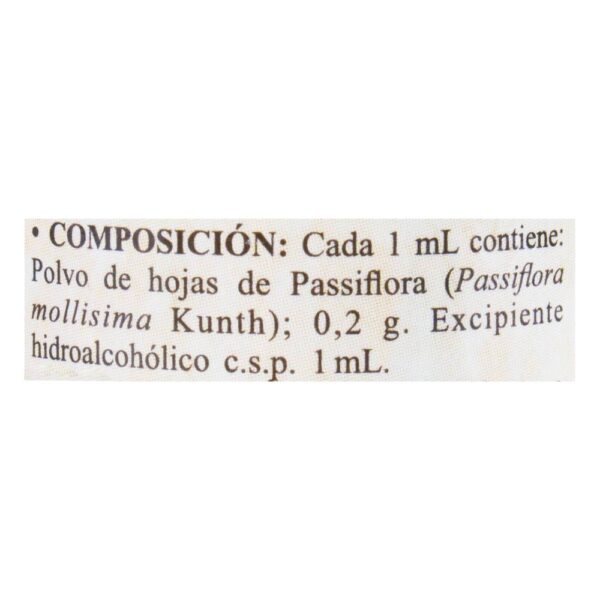 • COMPOSICIÓN: Cada 1 mL contiene:
Polvo de hojas de Passiflora (Passiflora
mollisima Kunth); 0,2 g. Excipiente
hidroalcohólico c.s.p. 1 mL.